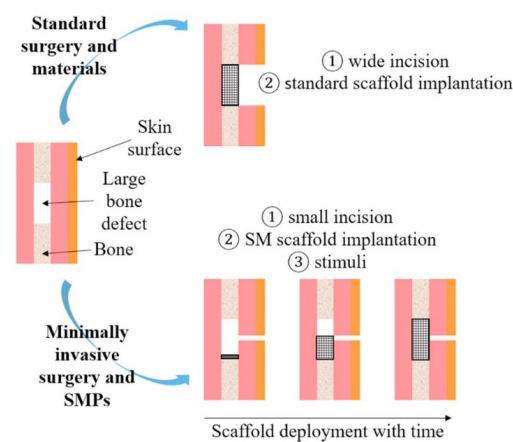 Standard
surgery and
materials
① wide incision
② standard scaffold implantation
Skin
surface
Large
bone
defect
Bone
① small incision
② SM scaffold implantation
③ stimuli
Minimally
invasive
surgery and
SMPs
Scaffold deployment with time